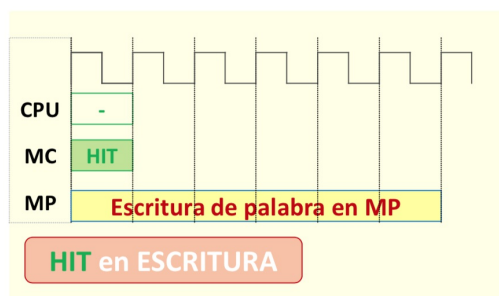 CPU -
MC HIT
MP Escritura de palabra en MP
HIT en ESCRITURA